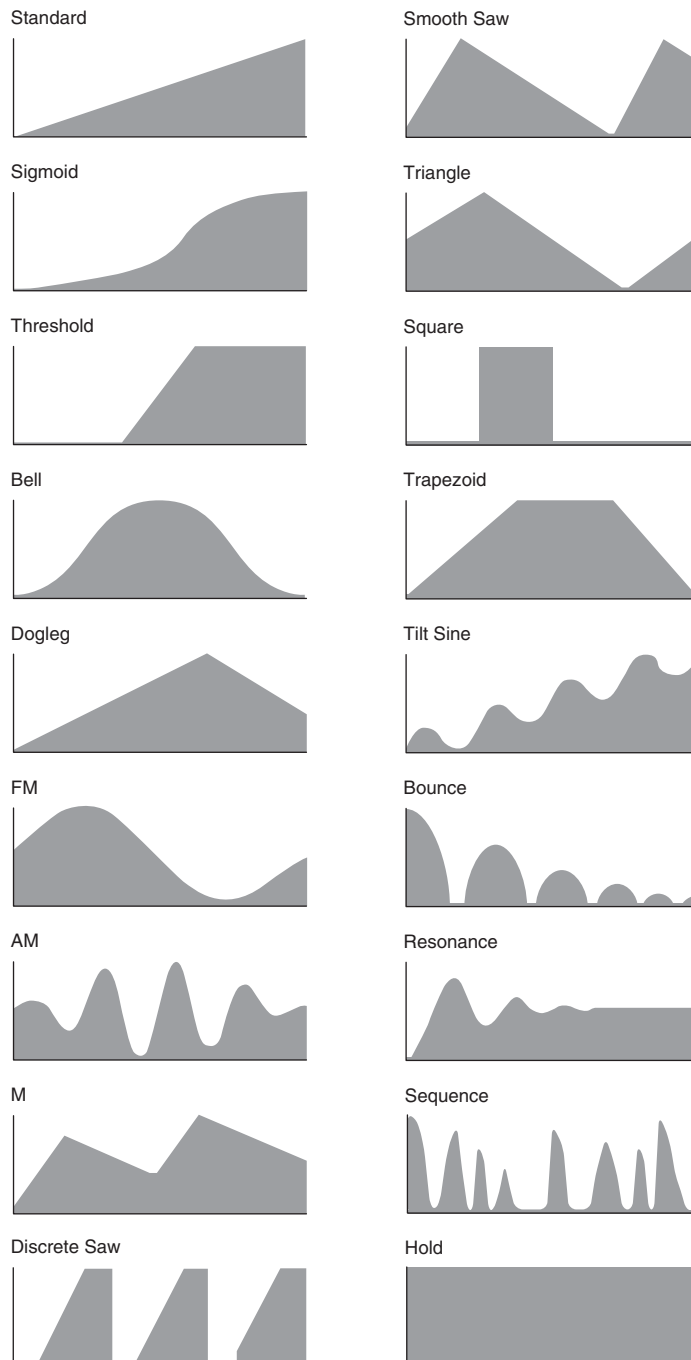 Standard
Smooth Saw
Sigmoid
Triangle
Threshold
Square
Bell
Trapezoid
Dogleg
Tilt Sine
FM
Bounce
AM
Resonance
M
Sequence
Discrete Saw
Hold